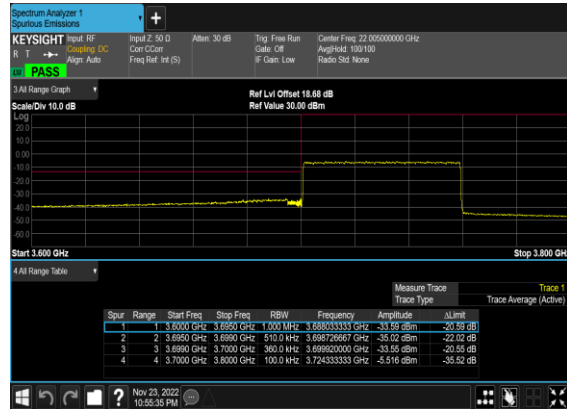 Spectrum Analyzer 1
Spurious Emissions
+
KEYSIGHT Input: RF Input Z: 50 Ω Atten: 30 dB Trig: Free Run Center Freq: 22.005000000 GHz
R T Coupling: DC Corr CCorr Gate: Off Avg|Hold: 100/100
Align: Auto Freq Ref: Int (S) IF Gain: Low Radio Std: None
PASS
3 All Range Graph
Ref Lvl Offset 18.68 dB
Scale/Div 10.0 dB Ref Value 30.00 dBm
Log
20.0
10.0
0.00
-10.0
-20.0
-30.0
-40.0
-50.0
-60.0
Start 3.600 GHz Stop 3.800 GH
4 All Range Table
Measure Trace Trace 1
Trace Type Trace Average (Active)
Spur Range Start Freq Stop Freq RBW Frequency Amplitude ΔLimit
1 1 3.6000 GHz 3.6950 GHz 1.000 MHz 3.688033333 GHz -33.59 dBm -20.59 dB
2 2 3.6950 GHz 3.6990 GHz 510.0 kHz 3.698726667 GHz -35.02 dBm -22.02 dB
3 3 3.6990 GHz 3.7000 GHz 360.0 kHz 3.699920000 GHz -33.55 dBm -20.55 dB
4 4 3.7000 GHz 3.8000 GHz 100.0 kHz 3.724333333 GHz -5.516 dBm -35.52 dB
? Nov 23, 2022
10:55:35 PM